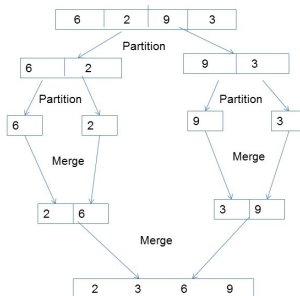 6 2 9 3
Partition
6 2
9 3
Partition
Partition
6
2
9
3
Merge
Merge
2 6
3 9
Merge
2 3 6 9